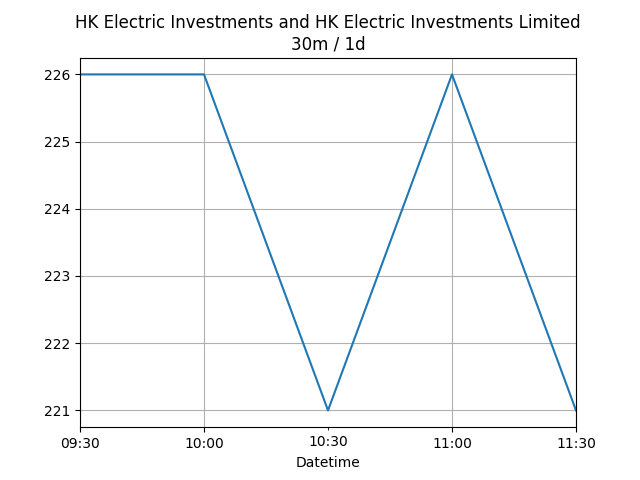 HK Electric Investments and HK Electric Investments Limited
30m / 1d
226
225
224
223
222
221
09:30 10:00 10:30 11:00 11:30
Datetime